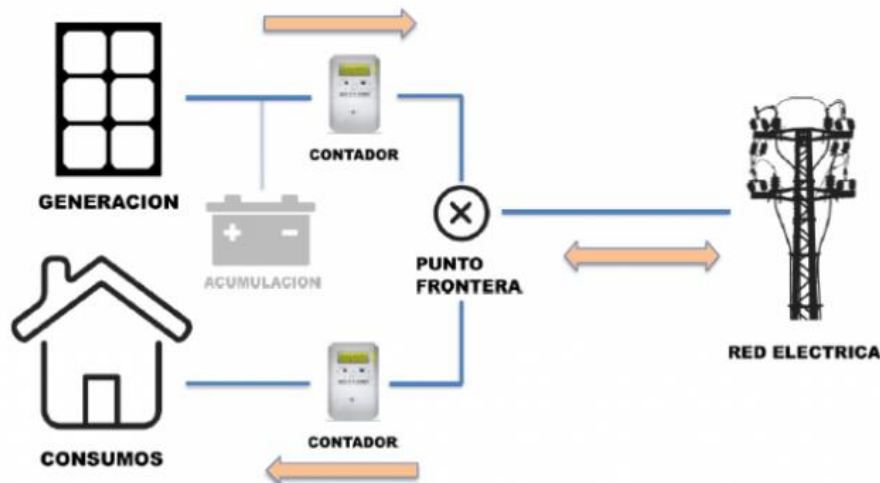 CONTADOR
GENERACION
+ -
ACUMULACION
PUNTO
FRONTERA
RED ELECTRICA
CONTADOR
CONSUMOS